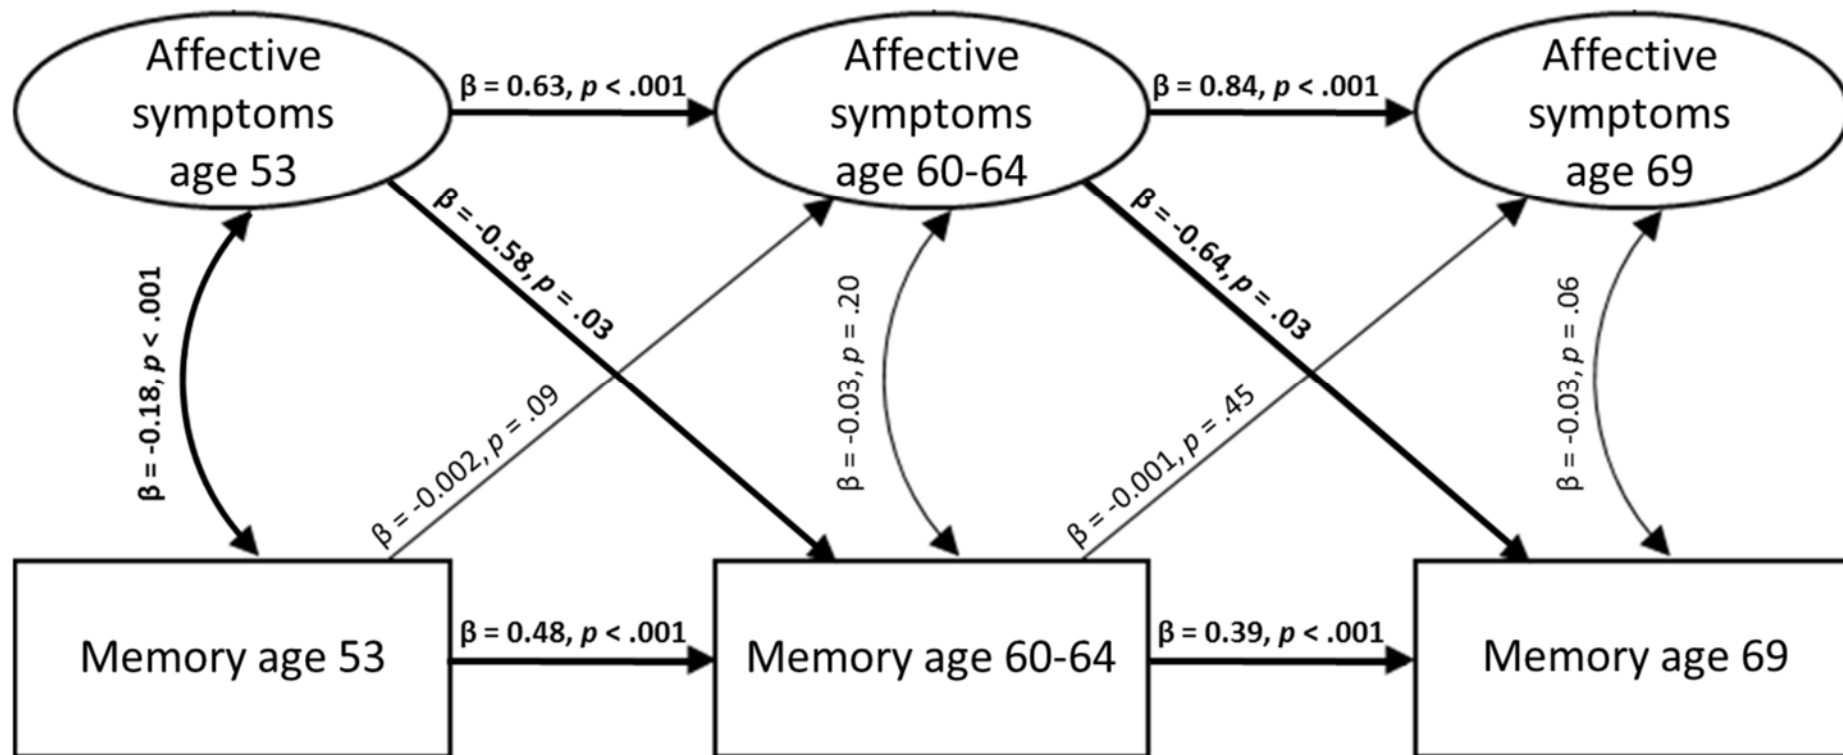 Affective
symptoms
age 53
β = 0.63, p < .001
Affective
symptoms
age 60-64
β = 0.84, p < .001
Affective
symptoms
age 69
β = -0.18, p < .001
β = -0.58, p = .03
β = -0.002, p = .09
β = -0.03, p = .20
β = -0.64, p = .03
β = -0.001, p = .45
β = -0.03, p = .06
Memory age 53
β = 0.48, p < .001
Memory age 60-64
β = 0.39, p < .001
Memory age 69